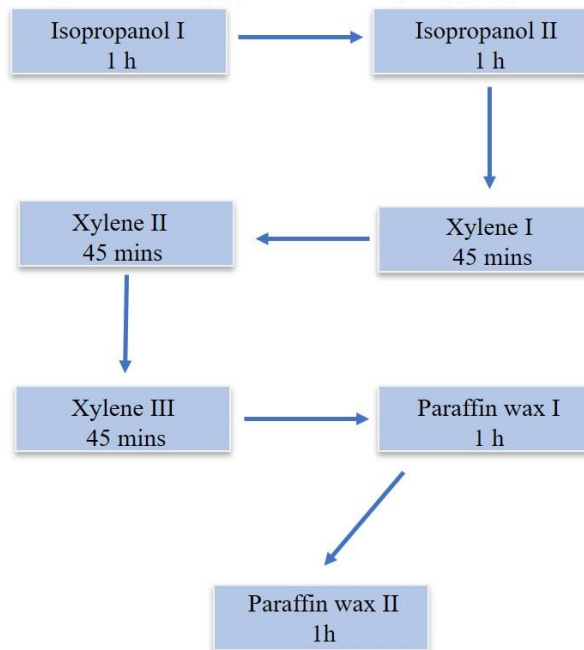 Isopropanol I
1 h
Isopropanol II
1 h
Xylene I
45 mins
Xylene II
45 mins
Xylene III
45 mins
Paraffin wax I
1 h
Paraffin wax II
1h